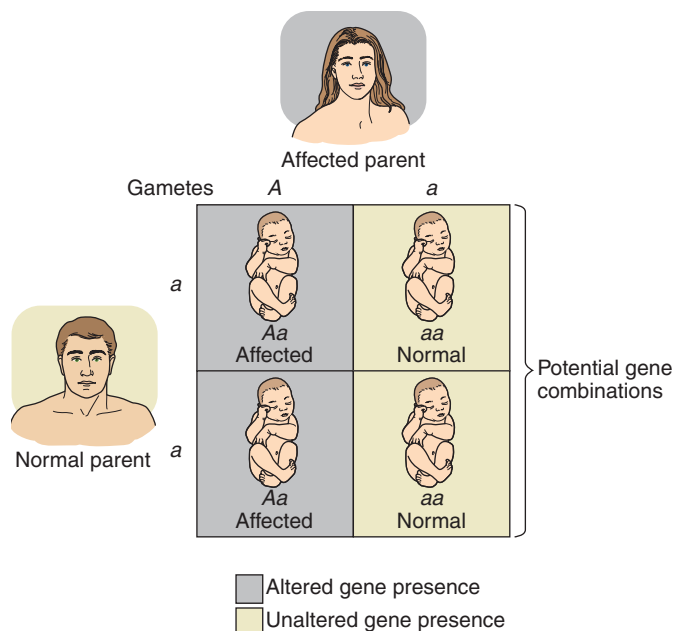 Affected parent
Gametes A a
a
Aa
Affected
aa
Normal
Potential gene
combinations
Normal parent
a
Aa
Affected
aa
Normal
Altered gene presence
Unaltered gene presence